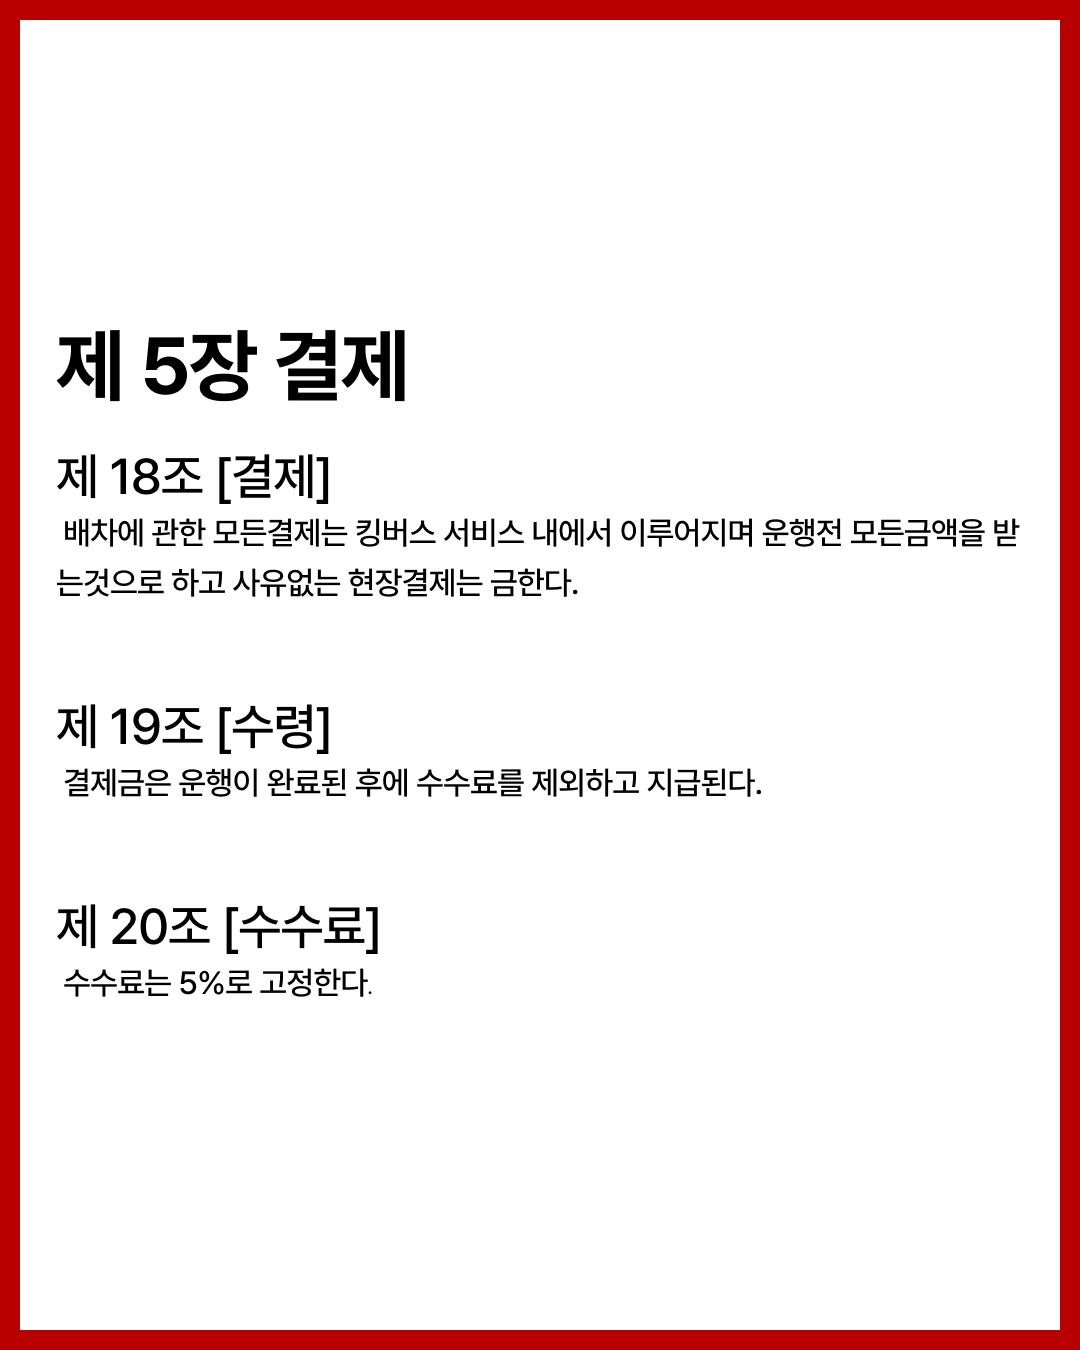 제 5장 결제
제 18조 [결제]
배차에 관한 모든결제는 킹버스 서비스 내에서 이루어지며 운행전 모든금액을 받
는것으로 하고 사유없는 현장결제는 금한다.
제 19조 [수령]
결제금은 운행이 완료된 후에 수수료를 제외하고 지급된다.
제 20조 [수수료]
수수료는 5%로 고정한다.